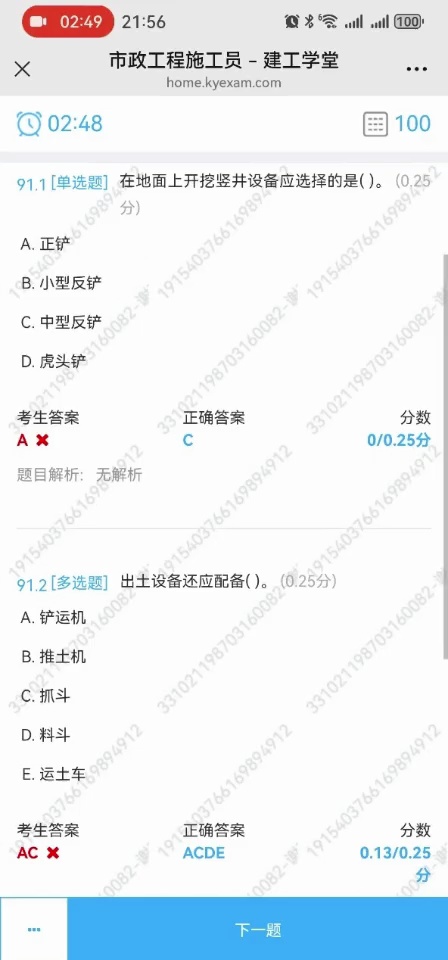 02:49 21:56 6 100
市政工程施工员 – 建工学堂
home.kyexam.com
02:48 100
91.1 [单选题] 在地面上开挖竖井设备应选择的是( )。 (0.25
分)
A. 正铲
B. 小型反铲
C. 中型反铲
D. 虎头铲
考生答案 正确答案 分数
A ✖ C 0/0.25分
题目解析: 无解析
91.2 [多选题] 出土设备还应配备( )。 (0.25分)
A. 铲运机
B. 推土机
C. 抓斗
D. 料斗
E. 运土车
考生答案 正确答案 分数
AC ✖ ACDE 0.13/0.25
分
下一题